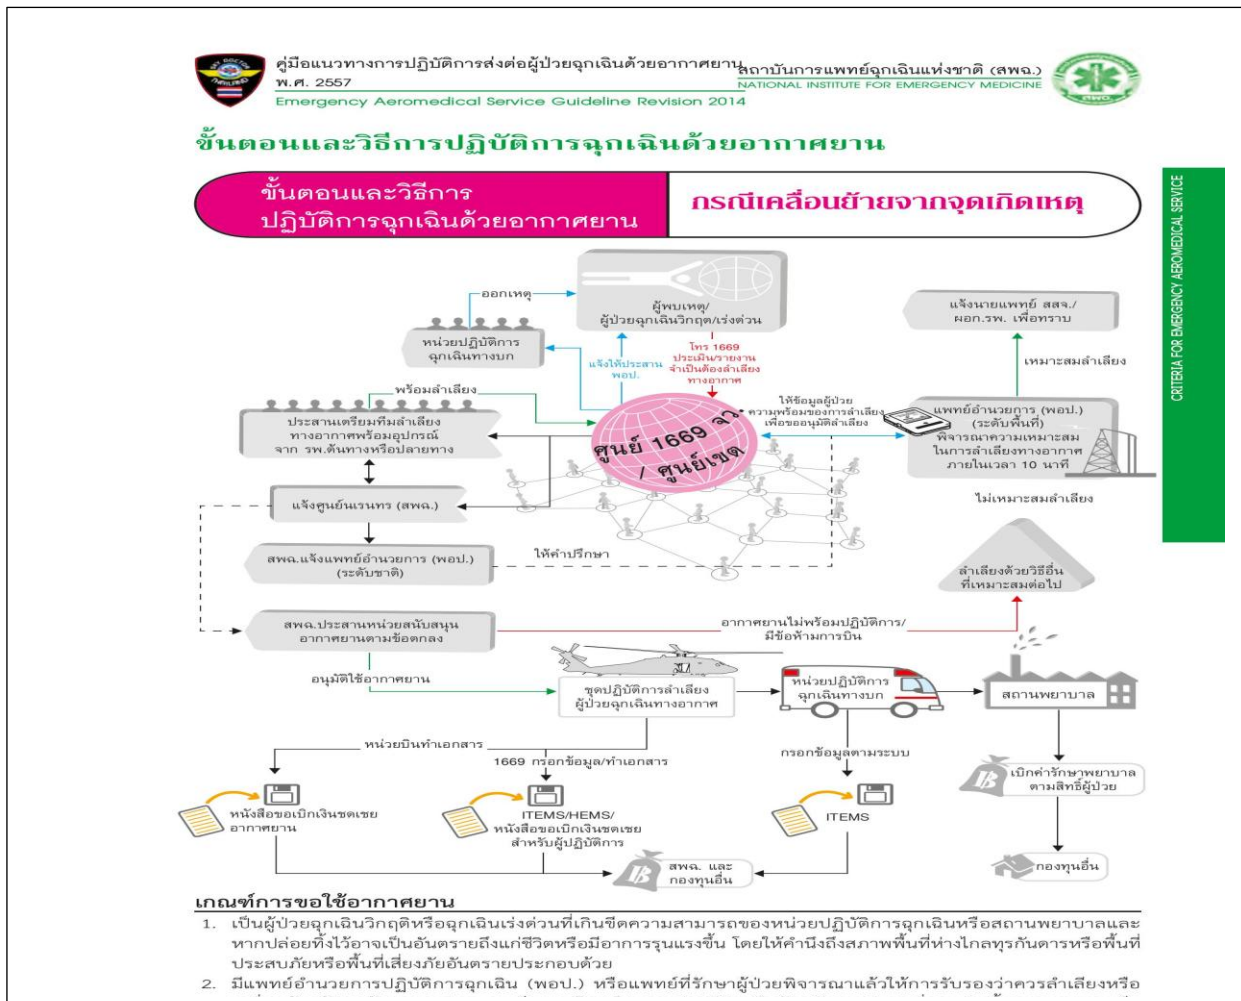 คู่มือแนวทางการปฏิบัติการส่งต่อผู้ป่วยฉุกเฉินด้วยอากาศยาน
พ.ศ. 2557
Emergency Aeromedical Service Guideline Revision 2014
สถาบันการแพทย์ฉุกเฉินแห่งชาติ (สพฉ.)
NATIONAL INSTITUTE FOR EMERGENCY MEDICINE
สพฉ.
ขั้นตอนและวิธีการปฏิบัติการฉุกเฉินด้วยอากาศยาน
ขั้นตอนและวิธีการ
ปฏิบัติการฉุกเฉินด้วยอากาศยาน
กรณีเคลื่อนย้ายจากจุดเกิดเหตุ
CRITERIA FOR EMERGENCY AEROMEDICAL SERVICE
ออกเหตุ
ผู้พบเหตุ/
ผู้ป่วยฉุกเฉินวิกฤต/เร่งด่วน
แจ้งนายแพทย์ สสจ./
ผอก.รพ. เพื่อทราบ
หน่วยปฏิบัติการ
ฉุกเฉินทางบก
แจ้งให้ประสาน
พอป.
โทร 1669
ประเมิน/รายงาน
จำเป็นต้องลำเลียง
ทางอากาศ
เหมาะสมลำเลียง
พร้อมลำเลียง
ประสานเตรียมทีมลำเลียง
ทางอากาศพร้อมอุปกรณ์
จาก รพ.ต้นทางหรือปลายทาง
ศูนย์ 1669 จว.
/ ศูนย์เขต
ให้ข้อมูลผู้ป่วย
ความพร้อมของการลำเลียง
เพื่อขออนุมัติลำเลียง
แพทย์อำนวยการ (พอป.)
(ระดับพื้นที่)
พิจารณาความเหมาะสม
ในการลำเลียงทางอากาศ
ภายในเวลา 10 นาที
ไม่เหมาะสมลำเลียง
แจ้งศูนย์นเรนทร (สพฉ.)
ให้คำปรึกษา
สพฉ.แจ้งแพทย์อำนวยการ (พอป.)
(ระดับชาติ)
ลำเลียงด้วยวิธีอื่น
ที่เหมาะสมต่อไป
สพฉ.ประสานหน่วยสนับสนุน
อากาศยานตามข้อตกลง
อากาศยานไม่พร้อมปฏิบัติการ/
มีข้อห้ามการบิน
อนุมัติใช้อากาศยาน
ชุดปฏิบัติการลำเลียง
ผู้ป่วยฉุกเฉินทางอากาศ
หน่วยปฏิบัติการ
ฉุกเฉินทางบก
สถานพยาบาล
หน่วยบินทำเอกสาร
1669 กรอกข้อมูล/ทำเอกสาร
กรอกข้อมูลตามระบบ
เบิกค่ารักษาพยาบาล
ตามสิทธิ์ผู้ป่วย
หนังสือขอเบิกเงินชดเชย
อากาศยาน
ITEMS/HEMS/
หนังสือขอเบิกเงินชดเชย
สำหรับผู้ปฏิบัติการ
ITEMS
สพฉ. และ
กองทุนอื่น
กองทุนอื่น
เกณฑ์การขอใช้อากาศยาน
1. เป็นผู้ป่วยฉุกเฉินวิกฤติหรือฉุกเฉินเร่งด่วนที่เกินขีดความสามารถของหน่วยปฏิบัติการฉุกเฉินหรือสถานพยาบาลและ
หากปล่อยทิ้งไว้อาจเป็นอันตรายถึงแก่ชีวิตหรือมีอาการรุนแรงขึ้น โดยให้คำนึงถึงสภาพพื้นที่ห่างไกลทุรกันดารหรือพื้นที่
ประสบภัยหรือพื้นที่เสี่ยงภัยอันตรายประกอบด้วย
2. มีแพทย์อำนวยการปฏิบัติการฉุกเฉิน (พอป.) หรือแพทย์ที่รักษาผู้ป่วยพิจารณาแล้วให้การรับรองว่าควรลำเลียงหรือ